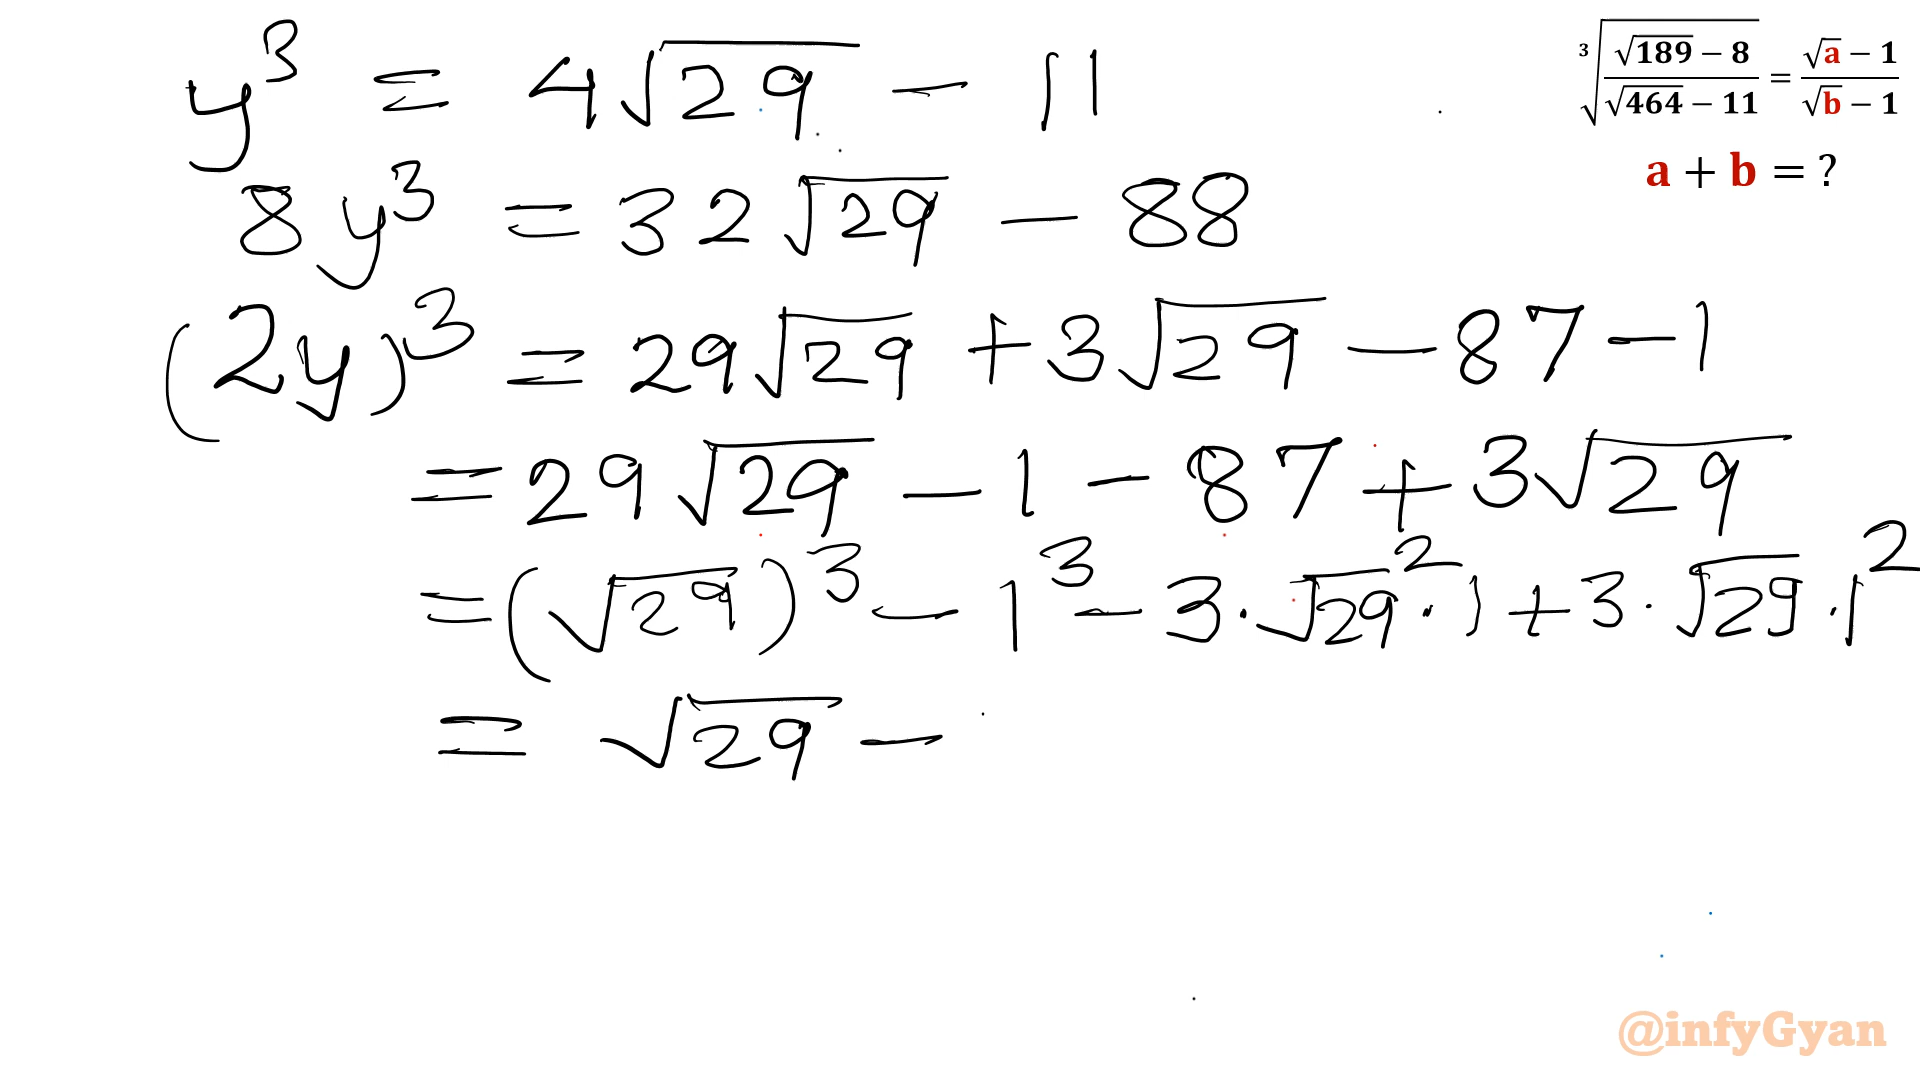 y³ = 4√29 − 11
8y³ = 32√29 − 88
(2y)³ = 29√29 + 3√29 − 87 − 1
= 29√29 − 1 − 87 + 3√29
= (√29)³ − 1³ − 3·√29²·1 + 3·√29·1²
= √29 −
³√((√189 − 8)/(√464 − 11)) = (√a − 1)/(√b − 1)
a + b = ?
@infyGyan